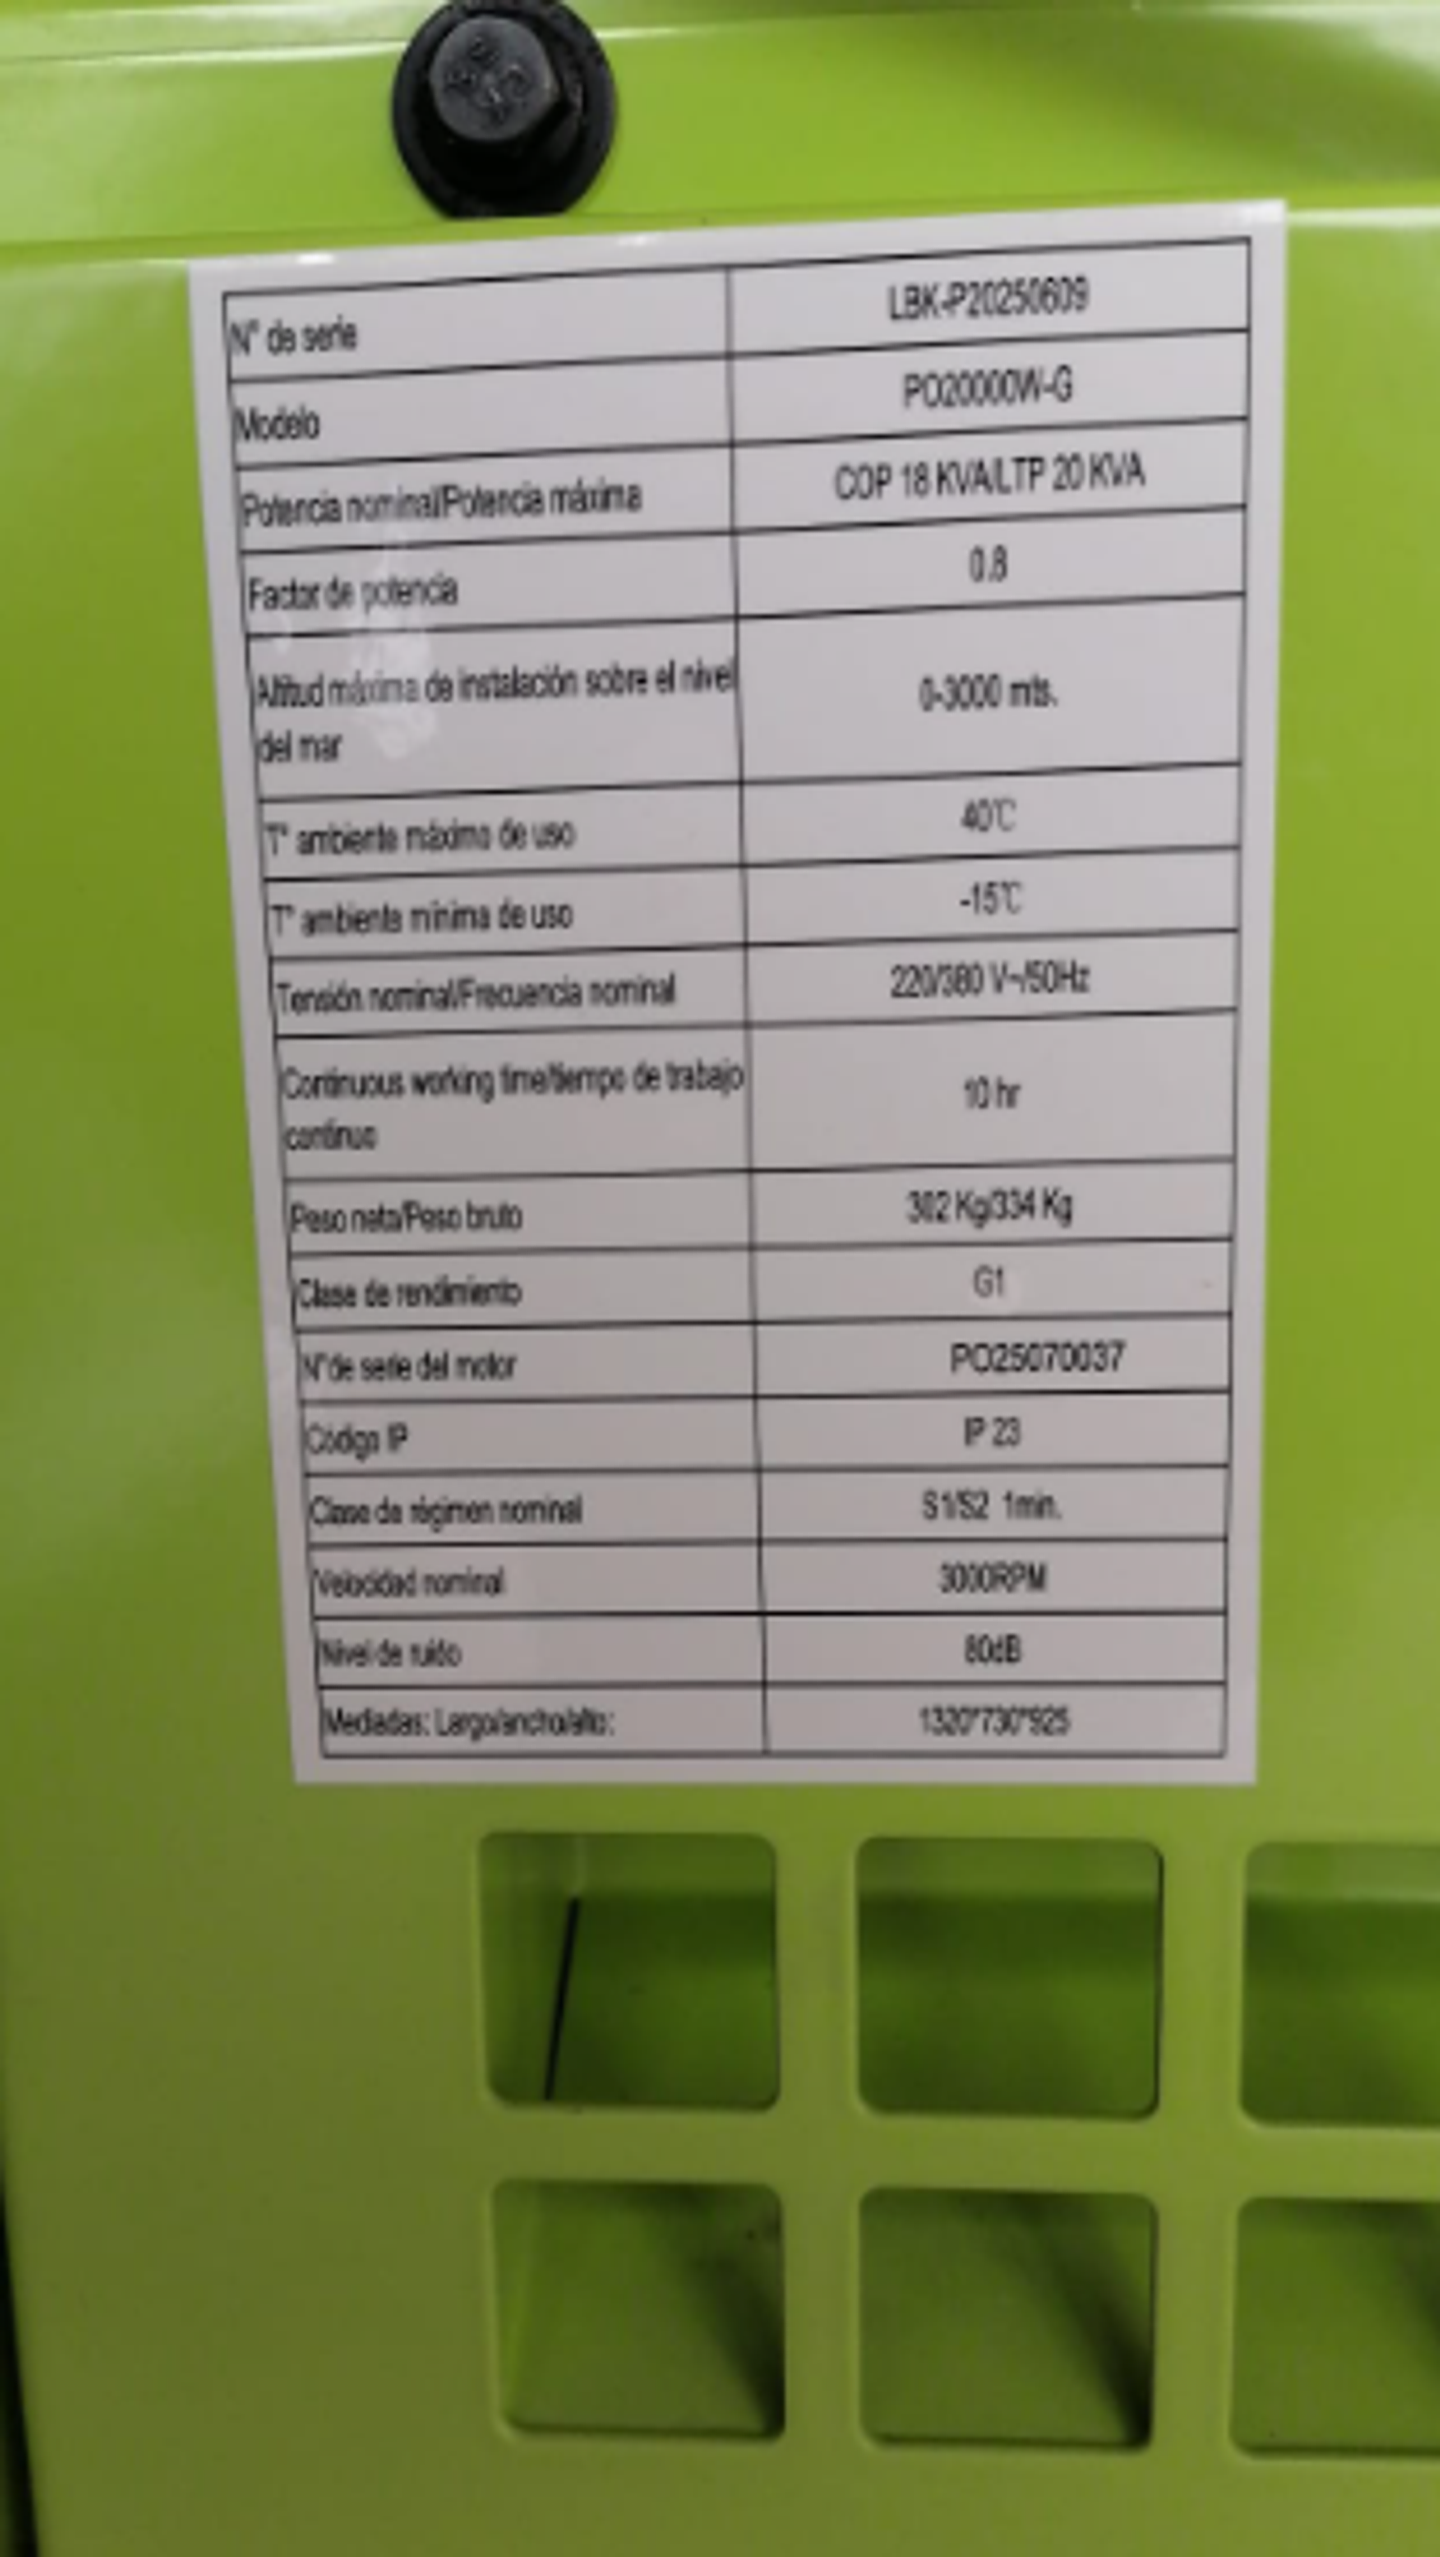 N° de serie LBK-P20250609
Modelo PO20000W-G
Potencia nominal/Potencia máxima COP 18 KVA/LTP 20 KVA
Factor de potencia 0.8
Altitud máxima de instalación sobre el nivel
del mar
0-3000 mts.
T° ambiente máximo de uso 40℃
T° ambiente mínima de uso -15℃
Tensión nominal/Frecuencia nominal 220/380 V~/50Hz
Continuous working time/tiempo de trabajo
continuo
10 hr
Peso neto/Peso bruto 302 Kg/334 Kg
Clase de rendimiento G1
N°de serie del motor PO25070037
Código IP IP 23
Clase de régimen nominal S1/S2 1min.
Velocidad nominal 3000RPM
Nivel de ruido 80dB
Mediadas: Largo/ancho/alto: 1320*730*925